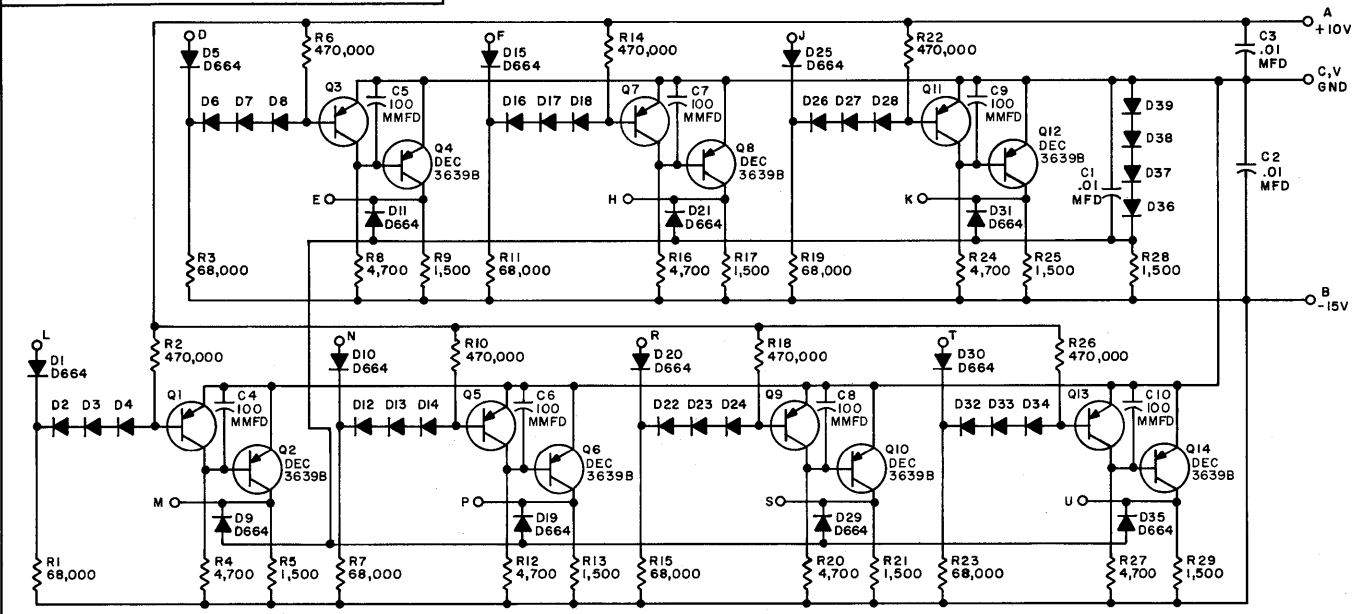 A
+10V
C3
.01
MFD
C,V
GND
D
D5
D664
R6
470,000
F
D15
D664
R14
470,000
J
D25
D664
R22
470,000
D6 D7 D8
Q3
C5
100
MMFD
Q4
DEC
3639B
D16 D17 D18
Q7
C7
100
MMFD
Q8
DEC
3639B
D26 D27 D28
Q11
C9
100
MMFD
Q12
DEC
3639B
D39
D38
D37
D36
C1
.01
MFD
C2
.01
MFD
E
D11
D664
H
D21
D664
K
D31
D664
R3
68,000
R8
4,700
R9
1,500
R11
68,000
R16
4,700
R17
1,500
R19
68,000
R24
4,700
R25
1,500
R28
1,500
B
-15V
L
D1
D664
R2
470,000
N
D10
D664
R10
470,000
R
D20
D664
R18
470,000
T
D30
D664
R26
470,000
D2 D3 D4
Q1
C4
100
MMFD
Q2
DEC
3639B
D12 D13 D14
Q5
C6
100
MMFD
Q6
DEC
3639B
D22 D23 D24
Q9
C8
100
MMFD
Q10
DEC
3639B
D32 D33 D34
Q13
C10
100
MMFD
Q14
DEC
3639B
M
D9
D664
P
D19
D664
S
D29
D664
U
D35
D664
R1
68,000
R4
4,700
R5
1,500
R7
68,000
R12
4,700
R13
1,500
R15
68,000
R20
4,700
R21
1,500
R23
68,000
R27
4,700
R29
1,500